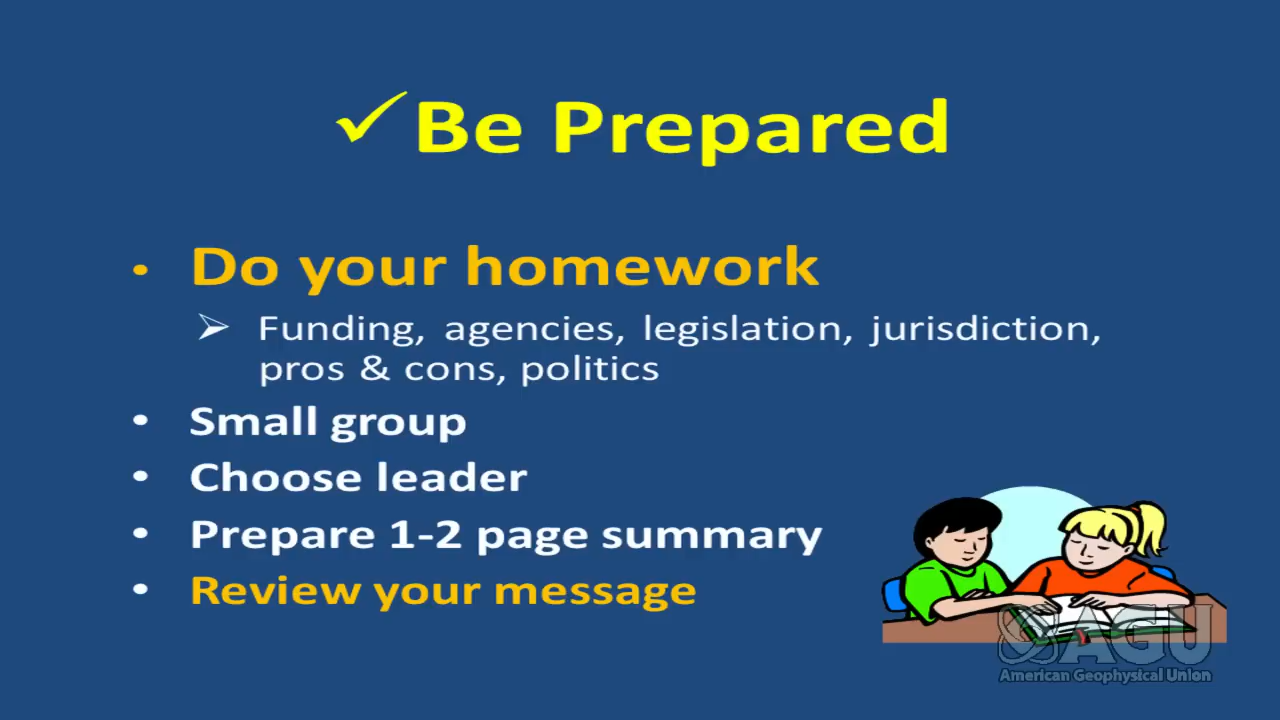 ✓Be Prepared
• Do your homework
➢ Funding, agencies, legislation, jurisdiction,
pros & cons, politics
• Small group
• Choose leader
• Prepare 1-2 page summary
• Review your message
AGU
American Geophysical Union